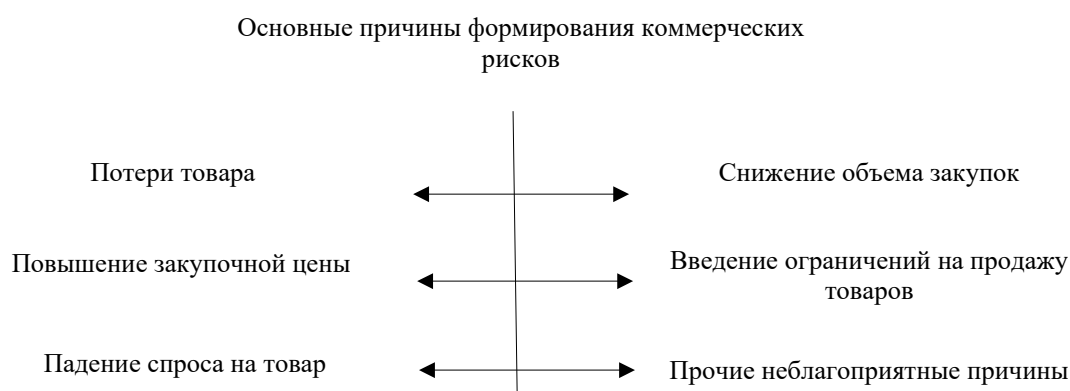 Основные причины формирования коммерческих
рисков
Потери товара
Снижение объема закупок
Повышение закупочной цены
Введение ограничений на продажу
товаров
Падение спроса на товар
Прочие неблагоприятные причины